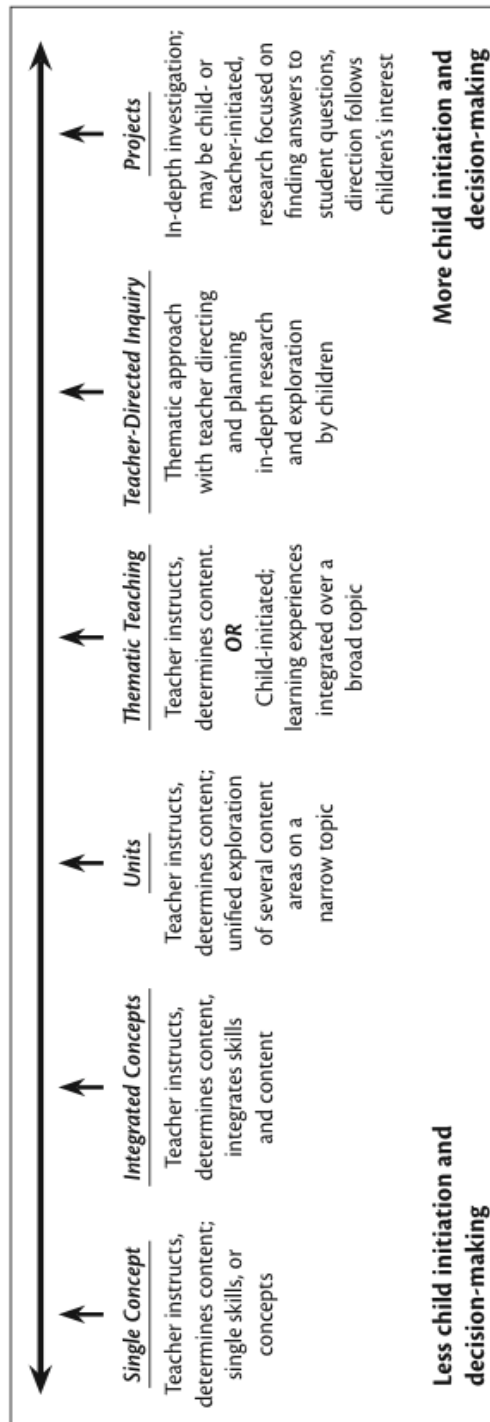 Single Concept
Teacher instructs,
determines content;
single skills, or
concepts
Integrated Concepts
Teacher instructs,
determines content,
integrates skills
and content
Units
Teacher instructs,
determines content;
unified exploration
of several content
areas on a
narrow topic
Thematic Teaching
Teacher instructs,
determines content.
OR
Child-initiated;
learning experiences
integrated over a
broad topic
Teacher-Directed Inquiry
Thematic approach
with teacher directing
and planning
in-depth research
and exploration
by children
Projects
In-depth investigation;
may be child- or
teacher-initiated,
research focused on
finding answers to
student questions,
direction follows
children's interest
Less child initiation and
decision-making
More child initiation and
decision-making